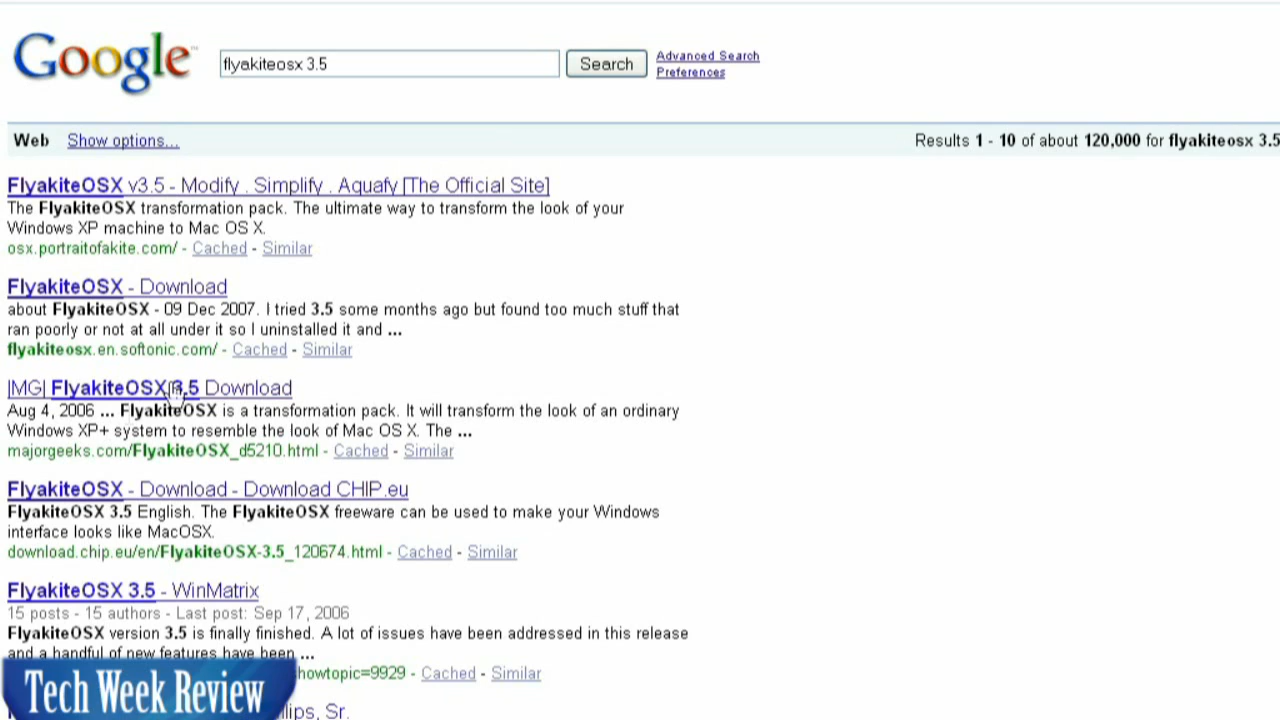 Google™
flyakiteosx 3.5
Search
Advanced Search
Preferences
Web Show options... Results 1 - 10 of about 120,000 for flyakiteosx 3.5
FlyakiteOSX v3.5 - Modify . Simplify . Aquafy [The Official Site]
The FlyakiteOSX transformation pack. The ultimate way to transform the look of your
Windows XP machine to Mac OS X.
osx.portraitofakite.com/ - Cached - Similar
FlyakiteOSX - Download
about FlyakiteOSX - 09 Dec 2007. I tried 3.5 some months ago but found too much stuff that
ran poorly or not at all under it so I uninstalled it and ...
flyakiteosx.en.softonic.com/ - Cached - Similar
|MG| FlyakiteOSX 3.5 Download
Aug 4, 2006 ... FlyakiteOSX is a transformation pack. It will transform the look of an ordinary
Windows XP+ system to resemble the look of Mac OS X. The ...
majorgeeks.com/FlyakiteOSX_d5210.html - Cached - Similar
FlyakiteOSX - Download - Download CHIP.eu
FlyakiteOSX 3.5 English. The FlyakiteOSX freeware can be used to make your Windows
interface looks like MacOSX.
download.chip.eu/en/FlyakiteOSX-3.5_120674.html - Cached - Similar
FlyakiteOSX 3.5 - WinMatrix
15 posts - 15 authors - Last post: Sep 17, 2006
FlyakiteOSX version 3.5 is finally finished. A lot of issues have been addressed in this release
and a handful of new features have been ...
howtopic=9929 - Cached - Similar
Tech Week Review
lips, Sr.